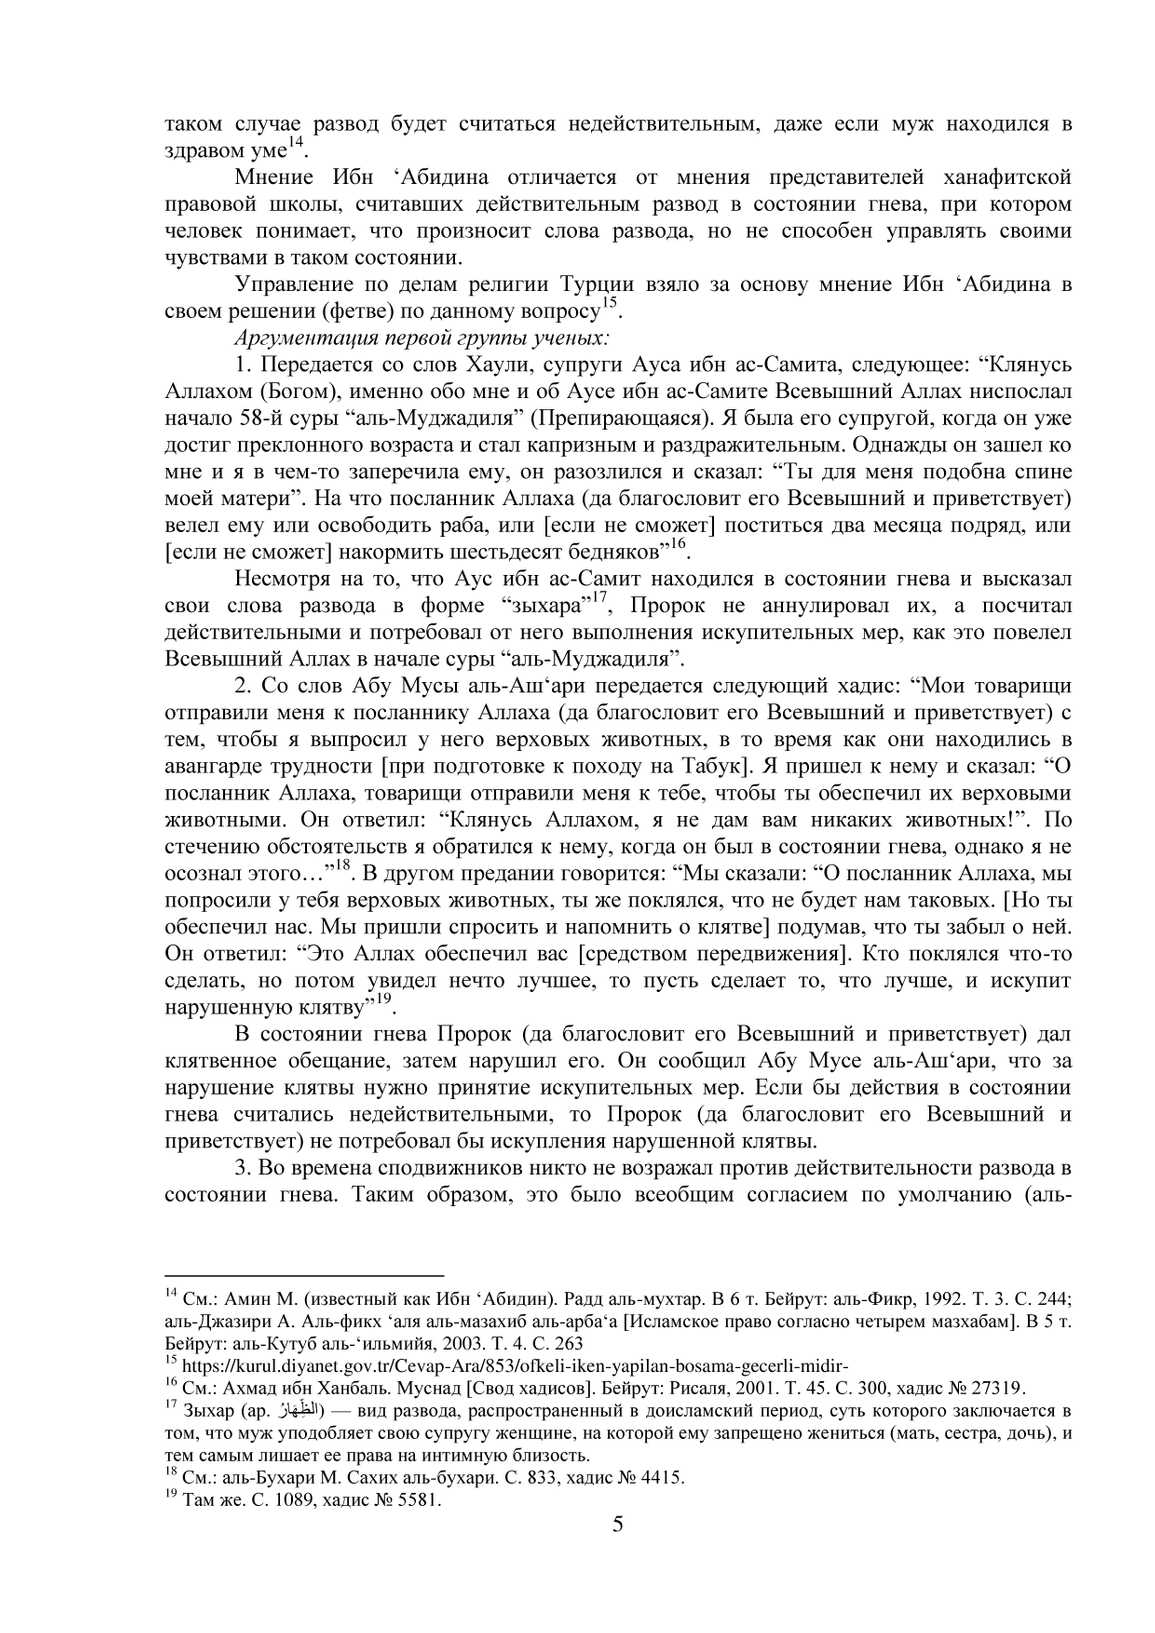 таком случае развод будет считаться недействительным, даже если муж находился в
здравом уме14.
Мнение Ибн ‘Абидина отличается от мнения представителей ханафитской
правовой школы, считавших действительным развод в состоянии гнева, при котором
человек понимает, что произносит слова развода, но не способен управлять своими
чувствами в таком состоянии.
Управление по делам религии Турции взяло за основу мнение Ибн ‘Абидина в
своем решении (фетве) по данному вопросу15.
Аргументация первой группы ученых:
1. Передается со слов Хаули, супруги Ауса ибн ас-Самита, следующее: “Клянусь
Аллахом (Богом), именно обо мне и об Аусе ибн ас-Самите Всевышний Аллах ниспослал
начало 58-й суры “аль-Муджадиля” (Препирающаяся). Я была его супругой, когда он уже
достиг преклонного возраста и стал капризным и раздражительным. Однажды он зашел ко
мне и я в чем-то заперечила ему, он разозлился и сказал: “Ты для меня подобна спине
моей матери”. На что посланник Аллаха (да благословит его Всевышний и приветствует)
велел ему или освободить раба, или [если не сможет] поститься два месяца подряд, или
[если не сможет] накормить шестьдесят бедняков”16.
Несмотря на то, что Аус ибн ас-Самит находился в состоянии гнева и высказал
свои слова развода в форме “зыхара”17, Пророк не аннулировал их, а посчитал
действительными и потребовал от него выполнения искупительных мер, как это повелел
Всевышний Аллах в начале суры “аль-Муджадиля”.
2. Со слов Абу Мусы аль-Аш‘ари передается следующий хадис: “Мои товарищи
отправили меня к посланнику Аллаха (да благословит его Всевышний и приветствует) с
тем, чтобы я выпросил у него верховых животных, в то время как они находились в
авангарде трудности [при подготовке к походу на Табук]. Я пришел к нему и сказал: “О
посланник Аллаха, товарищи отправили меня к тебе, чтобы ты обеспечил их верховыми
животными. Он ответил: “Клянусь Аллахом, я не дам вам никаких животных!”. По
стечению обстоятельств я обратился к нему, когда он был в состоянии гнева, однако я не
осознал этого…”18. В другом предании говорится: “Мы сказали: “О посланник Аллаха, мы
попросили у тебя верховых животных, ты же поклялся, что не будет нам таковых. [Но ты
обеспечил нас. Мы пришли спросить и напомнить о клятве] подумав, что ты забыл о ней.
Он ответил: “Это Аллах обеспечил вас [средством передвижения]. Кто поклялся что-то
сделать, но потом увидел нечто лучшее, то пусть сделает то, что лучше, и искупит
нарушенную клятву”19.
В состоянии гнева Пророк (да благословит его Всевышний и приветствует) дал
клятвенное обещание, затем нарушил его. Он сообщил Абу Мусе аль-Аш‘ари, что за
нарушение клятвы нужно принятие искупительных мер. Если бы действия в состоянии
гнева считались недействительными, то Пророк (да благословит его Всевышний и
приветствует) не потребовал бы искупления нарушенной клятвы.
3. Во времена сподвижников никто не возражал против действительности развода в
состоянии гнева. Таким образом, это было всеобщим согласием по умолчанию (аль-
14 См.: Амин М. (известный как Ибн ‘Абидин). Радд аль-мухтар. В 6 т. Бейрут: аль-Фикр, 1992. Т. 3. С. 244;
аль-Джазири А. Аль-фикх ‘аля аль-мазахиб аль-арба‘а [Исламское право согласно четырем мазхабам]. В 5 т.
Бейрут: аль-Кутуб аль-‘ильмийя, 2003. Т. 4. С. 263
15 https://kurul.diyanet.gov.tr/Cevap-Ara/853/ofkeli-iken-yapilan-bosama-gecerli-midir-
16 См.: Ахмад ибн Ханбаль. Муснад [Свод хадисов]. Бейрут: Рисаля, 2001. Т. 45. С. 300, хадис № 27319.
17 Зыхар (ар. الظِّهَارُ) — вид развода, распространенный в доисламский период, суть которого заключается в
том, что муж уподобляет свою супругу женщине, на которой ему запрещено жениться (мать, сестра, дочь), и
тем самым лишает ее права на интимную близость.
18 См.: аль-Бухари М. Сахих аль-бухари. С. 833, хадис № 4415.
19 Там же. С. 1089, хадис № 5581.
5